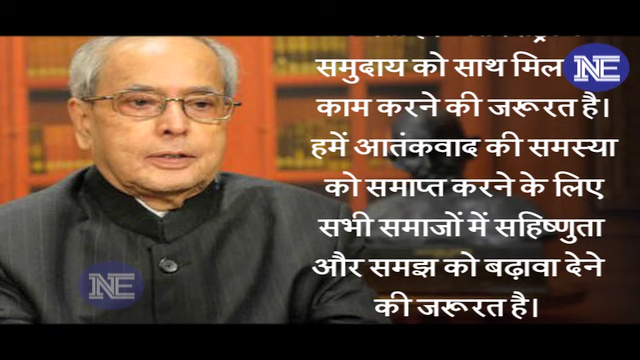 समुदाय को साथ मिल
काम करने की जरूरत है।
हमें आतंकवाद की समस्या
को समाप्त करने के लिए
सभी समाजों में सहिष्णुता
और समझ को बढ़ावा देने
की जरूरत है।
NE
NE